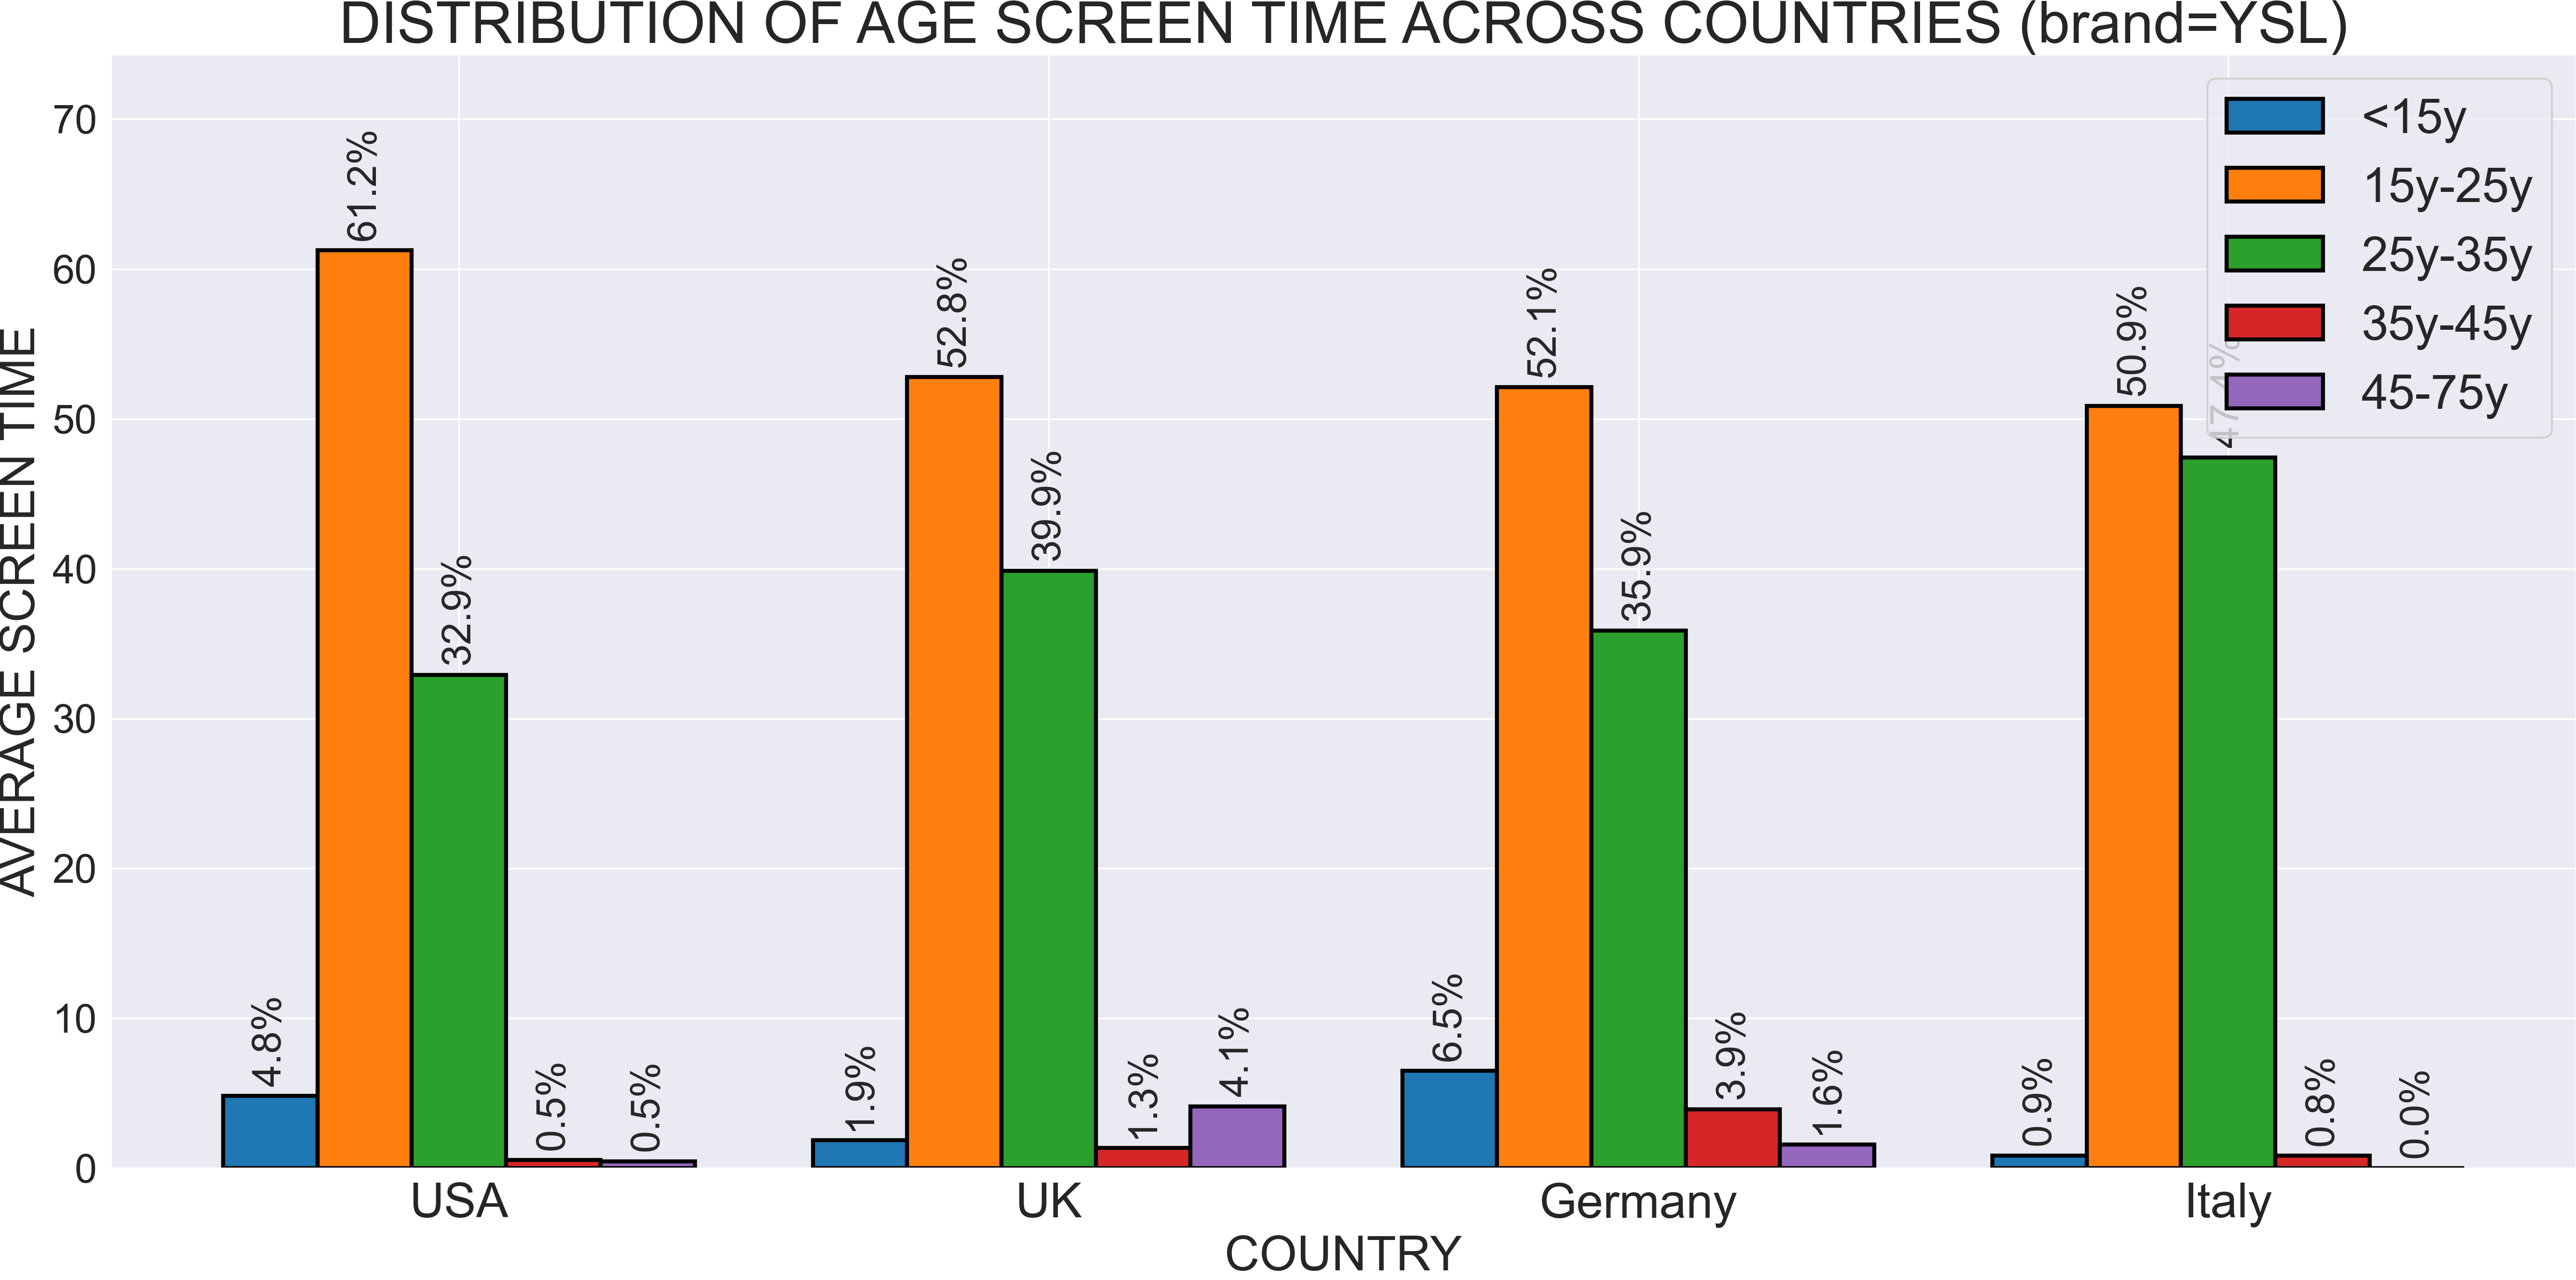 DISTRIBUTION OF AGE SCREEN TIME ACROSS COUNTRIES (brand=YSL)
AVERAGE SCREEN TIME
70
60
50
40
30
20
10
0
<15y
15y-25y
25y-35y
35y-45y
45-75y
4.8%
61.2%
32.9%
0.5%
0.5%
1.9%
52.8%
39.9%
1.3%
4.1%
6.5%
52.1%
35.9%
3.9%
1.6%
0.9%
50.9%
47.4%
0.8%
0.0%
USA
UK
Germany
Italy
COUNTRY